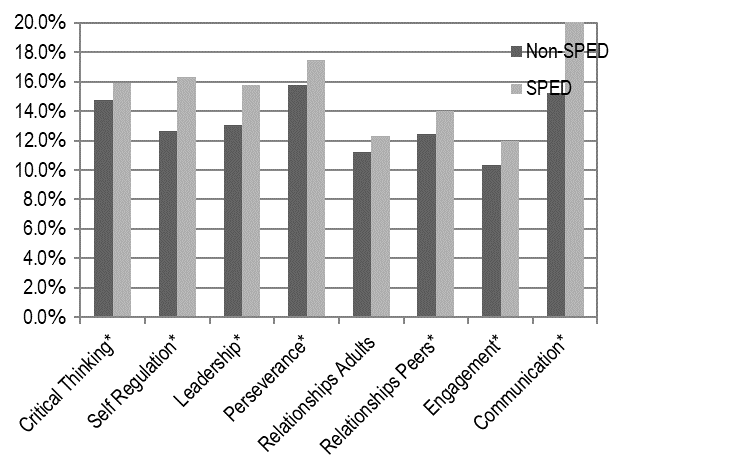 20.0%
18.0%
16.0%
14.0%
12.0%
10.0%
8.0%
6.0%
4.0%
2.0%
0.0%
Non-SPED
SPED
Critical Thinking*
Self Regulation*
Leadership*
Perseverance*
Relationships Adults
Relationships Peers*
Engagement*
Communication*